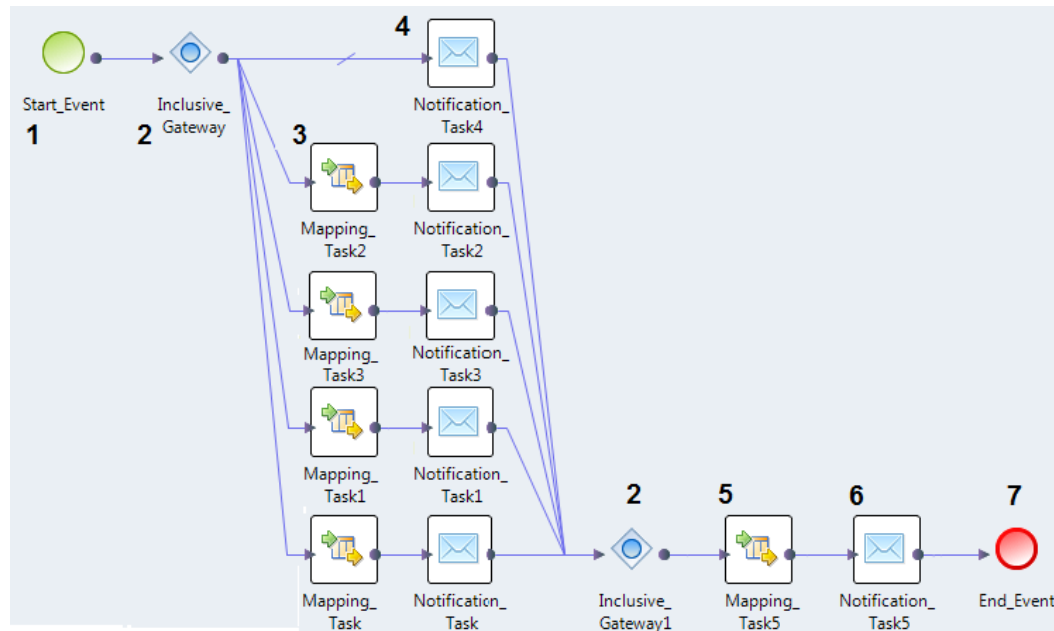 4
Start_Event
Inclusive_
Gateway
Notification_
Task4
1
2
3
Mapping_
Task2
Notification_
Task2
Mapping_
Task3
Notification_
Task3
Mapping_
Task1
Notification_
Task1
2
5
6
7
Mapping_
Task
Notification_
Task
Inclusive_
Gateway1
Mapping_
Task5
Notification_
Task5
End_Event